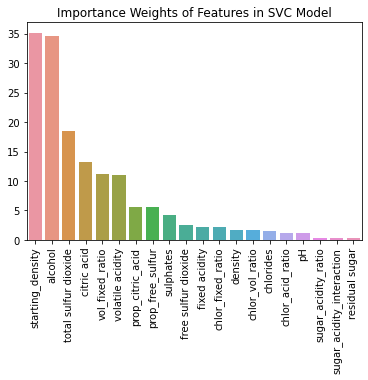 Importance Weights of Features in SVC Model
35
30
25
20
15
10
5
0
starting_density
alcohol
total sulfur dioxide
citric acid
vol_fixed_ratio
volatile acidity
prop_citric_acid
prop_free_sulfur
sulphates
free sulfur dioxide
fixed acidity
chlor_fixed_ratio
density
chlor_vol_ratio
chlorides
chlor_acid_ratio
pH
sugar_acidity_ratio
sugar_acidity_interaction
residual sugar